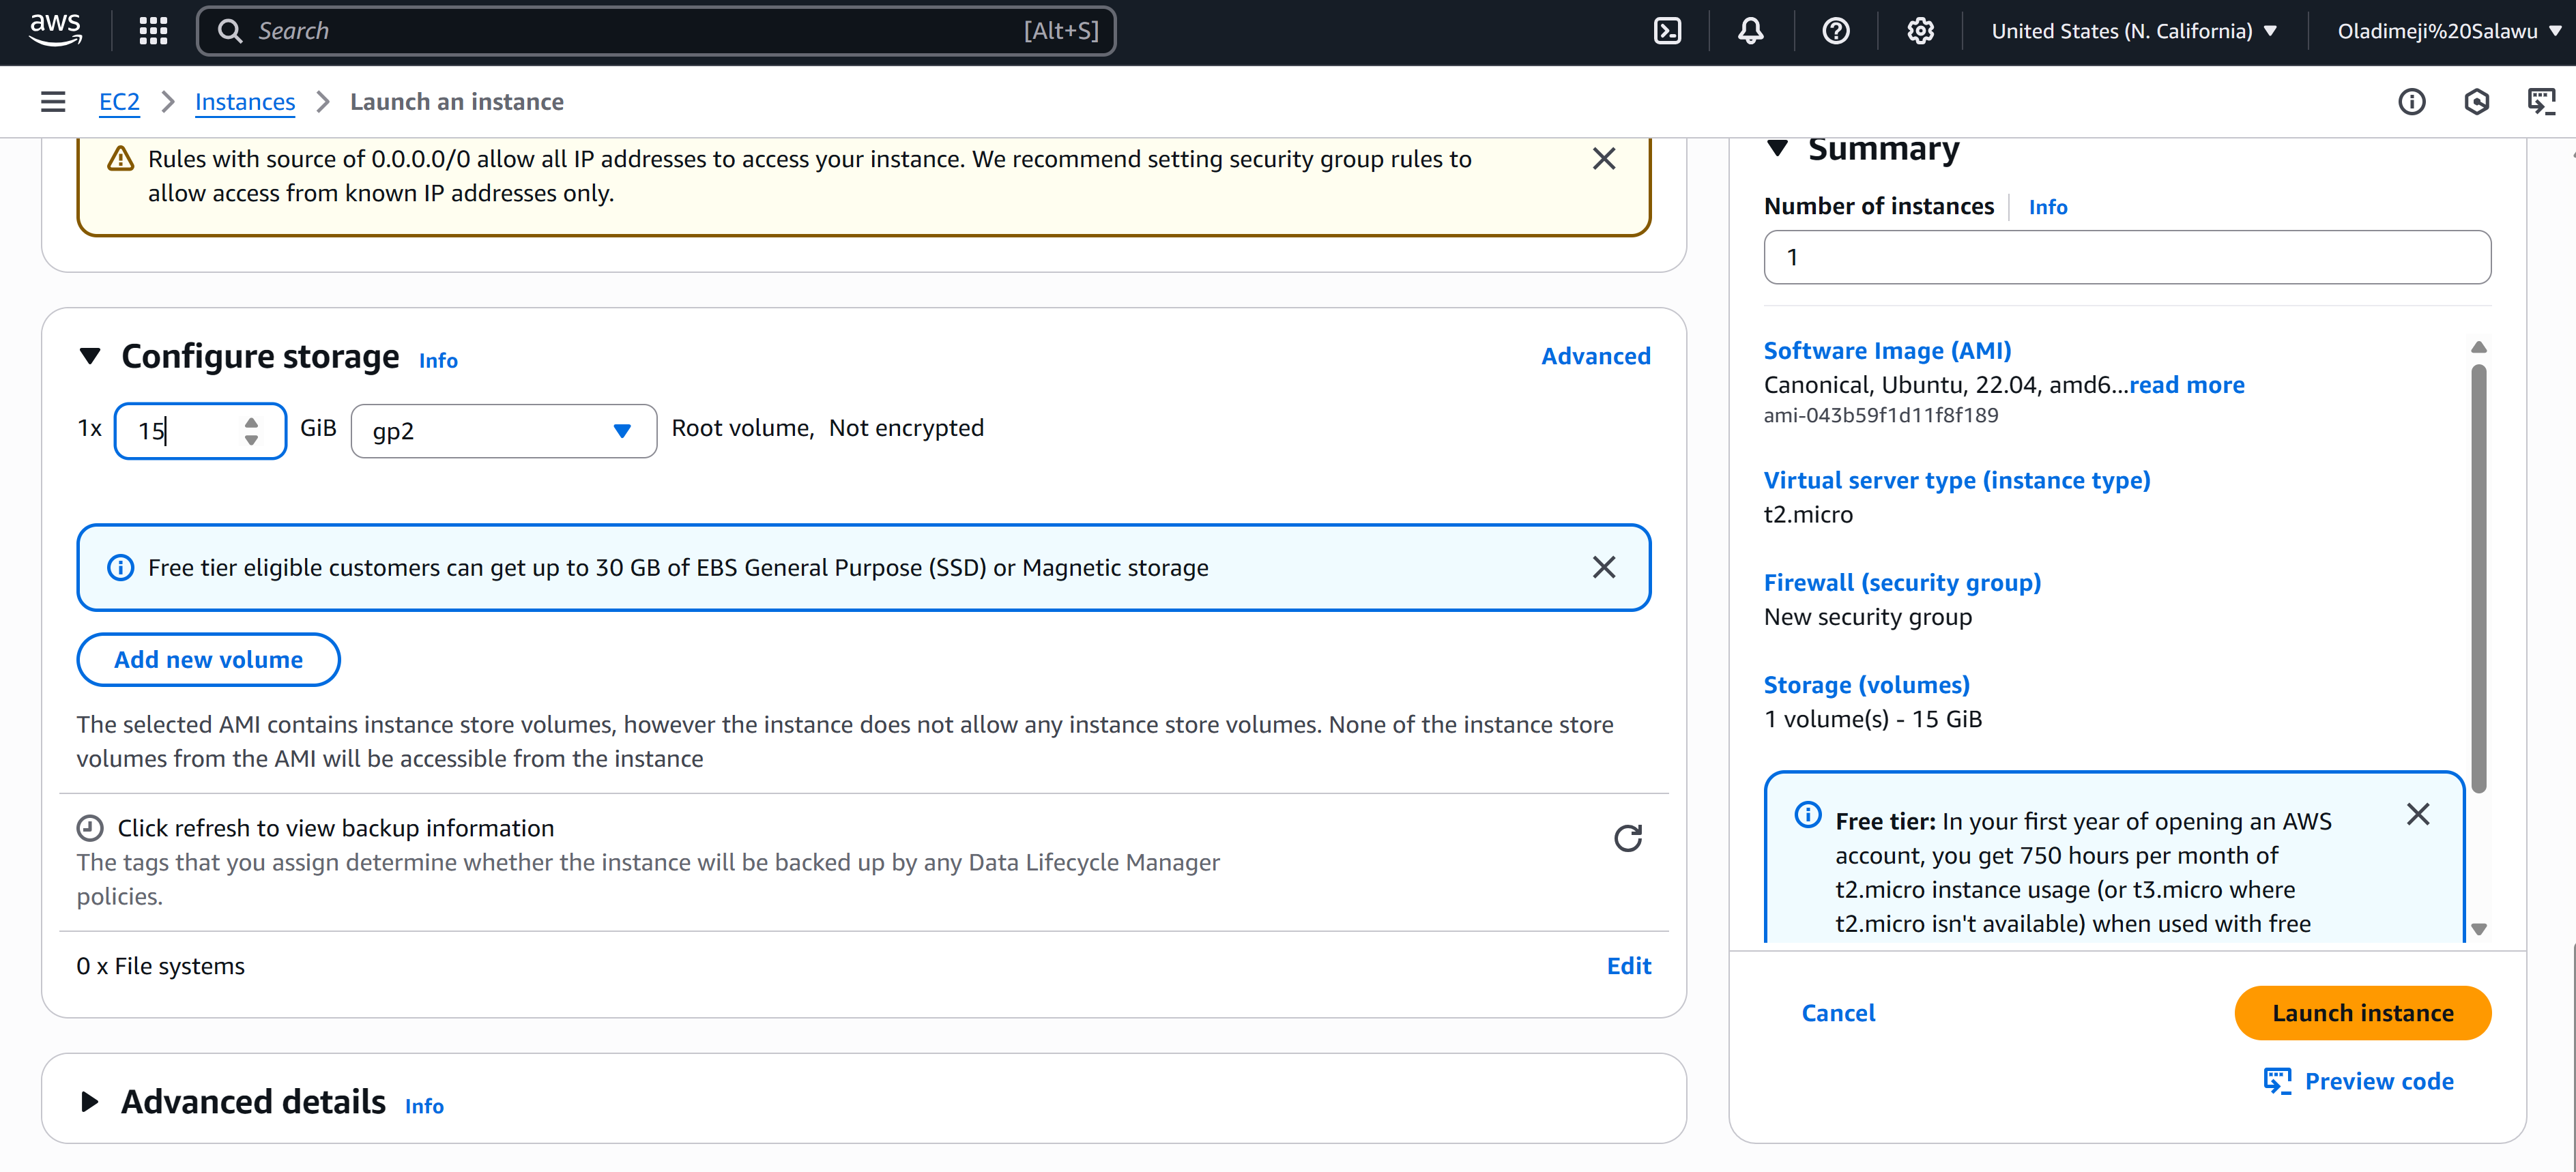 aws
Search [Alt+S]
United States (N. California)
Oladimeji%20Salawu
EC2 Instances Launch an instance
Rules with source of 0.0.0.0/0 allow all IP addresses to access your instance. We recommend setting security group rules to
allow access from known IP addresses only.
Configure storage Info
Advanced
1x 15 GiB gp2 Root volume, Not encrypted
Free tier eligible customers can get up to 30 GB of EBS General Purpose (SSD) or Magnetic storage
Add new volume
The selected AMI contains instance store volumes, however the instance does not allow any instance store volumes. None of the instance store
volumes from the AMI will be accessible from the instance
Click refresh to view backup information
The tags that you assign determine whether the instance will be backed up by any Data Lifecycle Manager
policies.
0 x File systems
Edit
Advanced details Info
Summary
Number of instances Info
1
Software Image (AMI)
Canonical, Ubuntu, 22.04, amd6...read more
ami-043b59f1d11f8f189
Virtual server type (instance type)
t2.micro
Firewall (security group)
New security group
Storage (volumes)
1 volume(s) - 15 GiB
Free tier: In your first year of opening an AWS
account, you get 750 hours per month of
t2.micro instance usage (or t3.micro where
t2.micro isn't available) when used with free
Cancel
Launch instance
Preview code